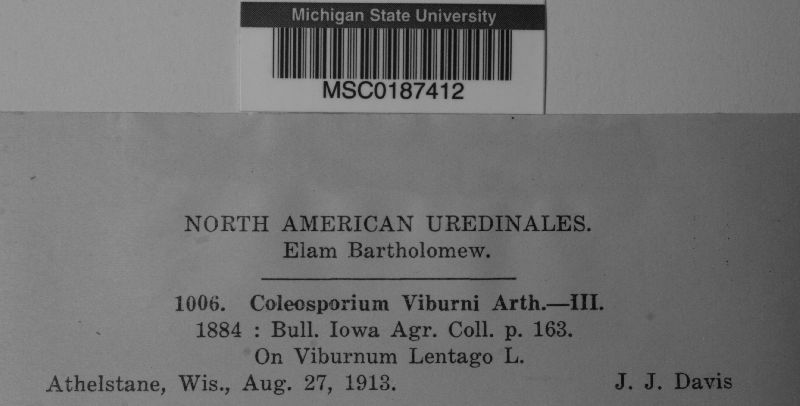 Michigan State University
MSC0187412
NORTH AMERICAN UREDINALES.
Elam Bartholomew.
1006. Coleosporium Viburni Arth.—III.
1884 : Bull. Iowa Agr. Coll. p. 163.
On Viburnum Lentago L.
Athelstane, Wis., Aug. 27, 1913. J. J. Davis